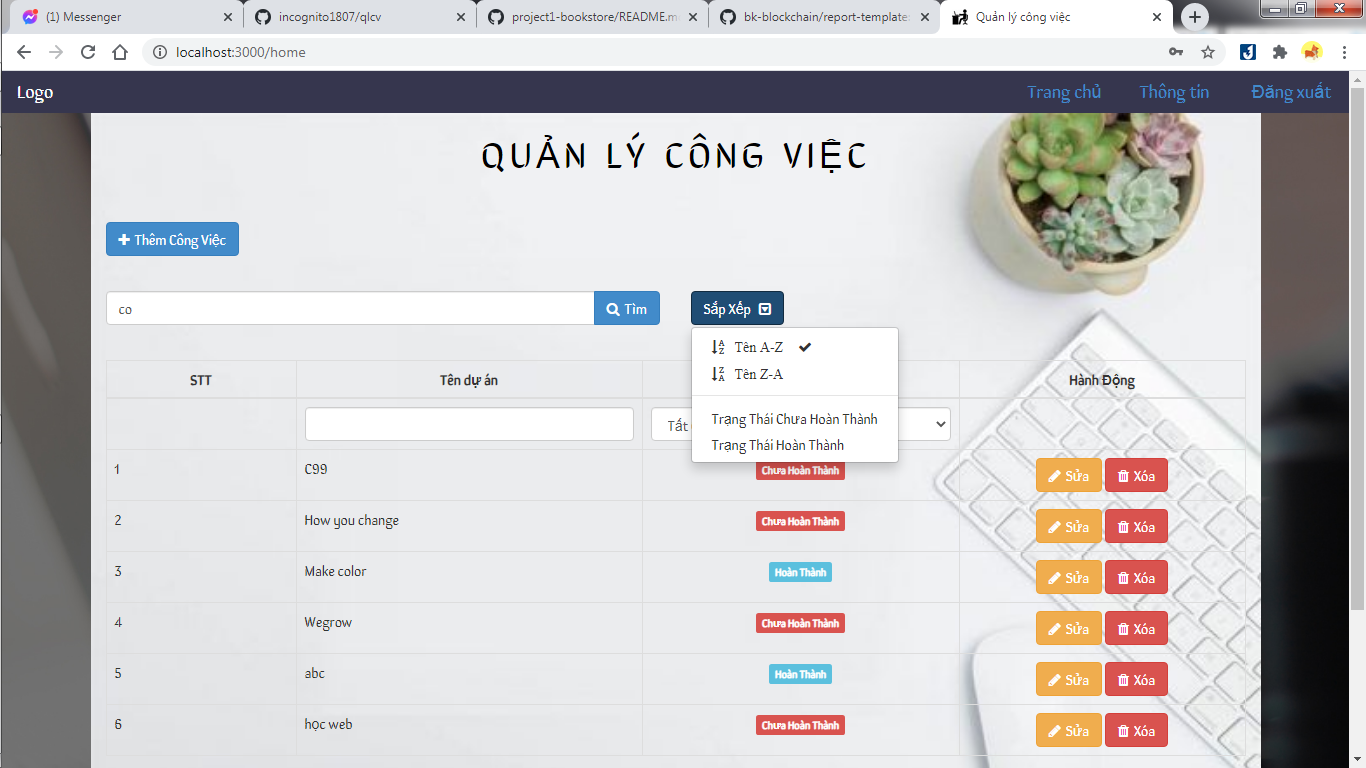 (1) Messenger
incognito1807/qlcv
project1-bookstore/README.m
bk-blockchain/report-template
Quản lý công việc
localhost:3000/home
Logo
Trang chủ
Thông tin
Đăng xuất
QUẢN LÝ CÔNG VIỆC
Thêm Công Việc
co
Tìm
Sắp Xếp
Tên A-Z
Tên Z-A
Trạng Thái Chưa Hoàn Thành
Trạng Thái Hoàn Thành
STT
Tên dự án
Hành Động
Tất
1
C99
Chưa Hoàn Thành
Sửa
Xóa
2
How you change
Chưa Hoàn Thành
Sửa
Xóa
3
Make color
Hoàn Thành
Sửa
Xóa
4
Wegrow
Chưa Hoàn Thành
Sửa
Xóa
5
abc
Hoàn Thành
Sửa
Xóa
6
học web
Chưa Hoàn Thành
Sửa
Xóa